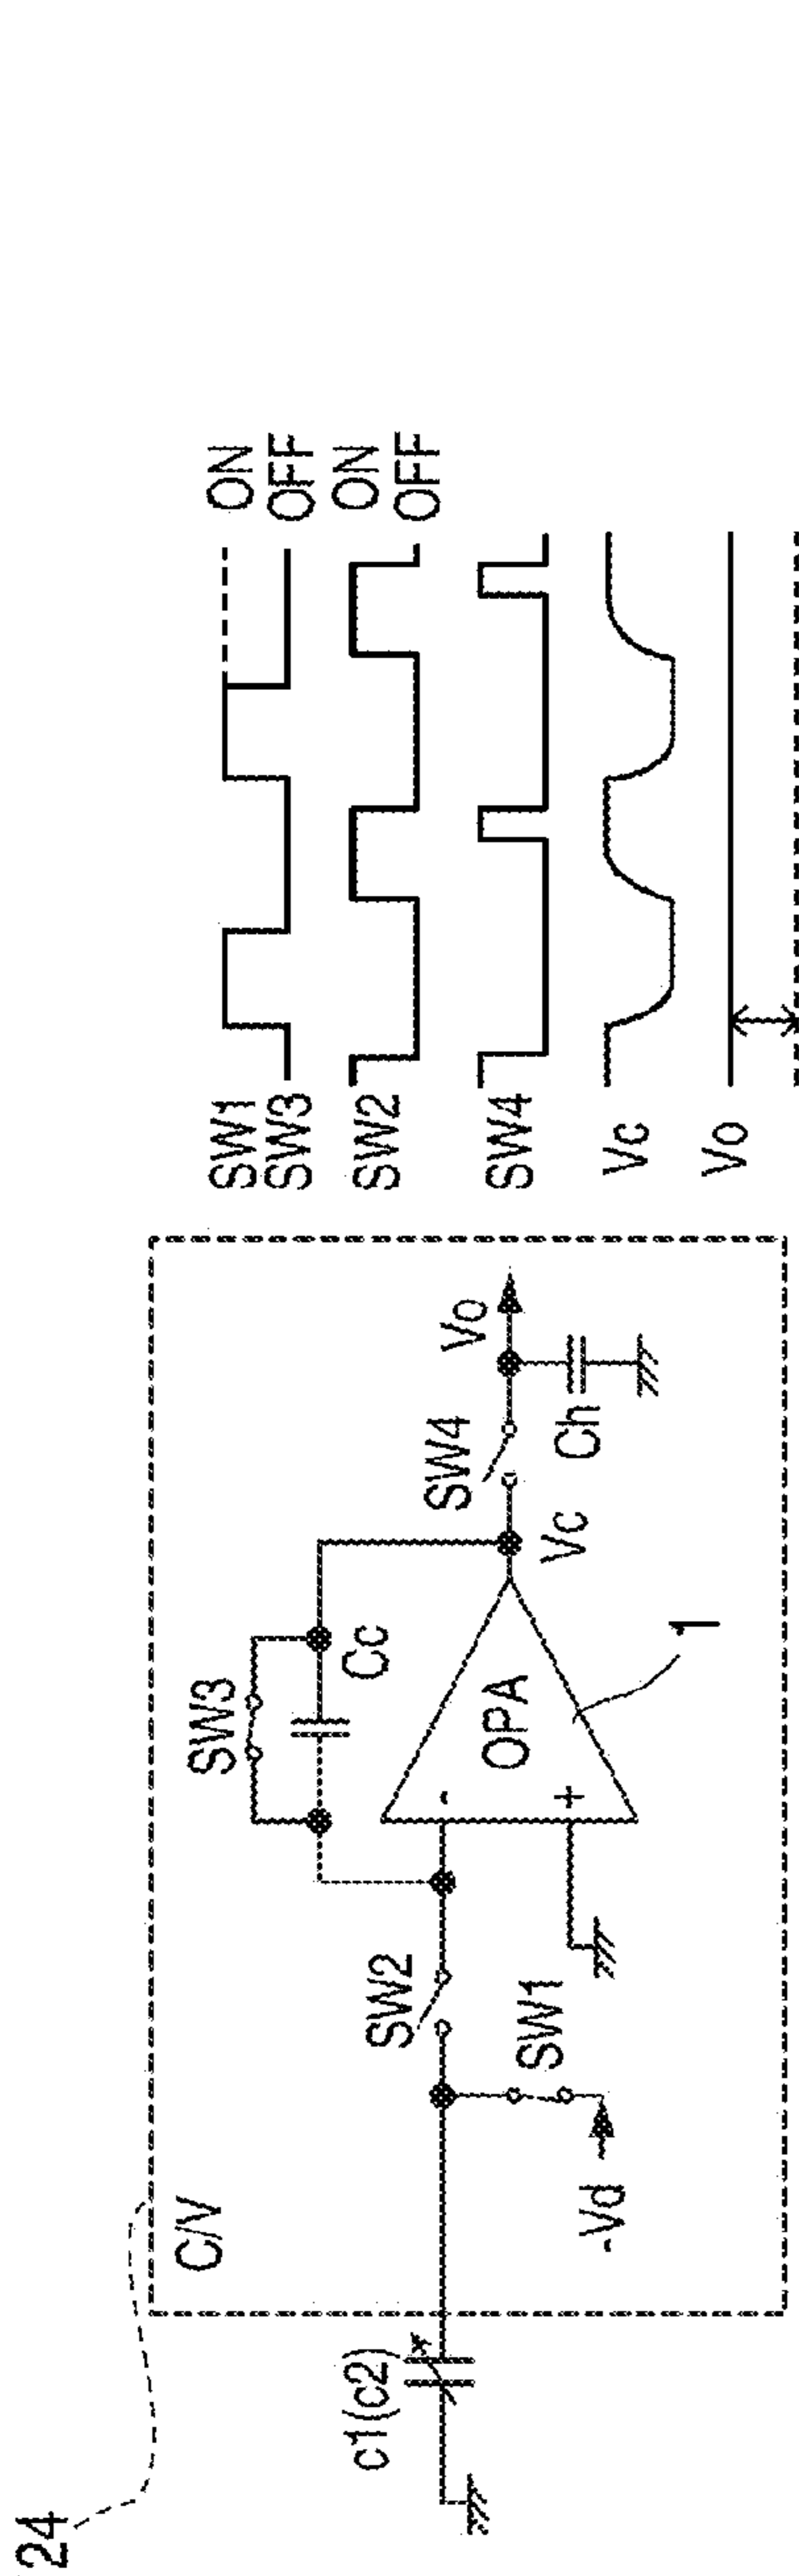 24
C/V
c1(c2)
-Vd
SW1
SW2
SW3
Cc
-
+
OPA
1
Vc
SW4
Vo
Ch
SW1
SW3
ON
OFF
SW2
ON
OFF
SW4
Vc
Vo